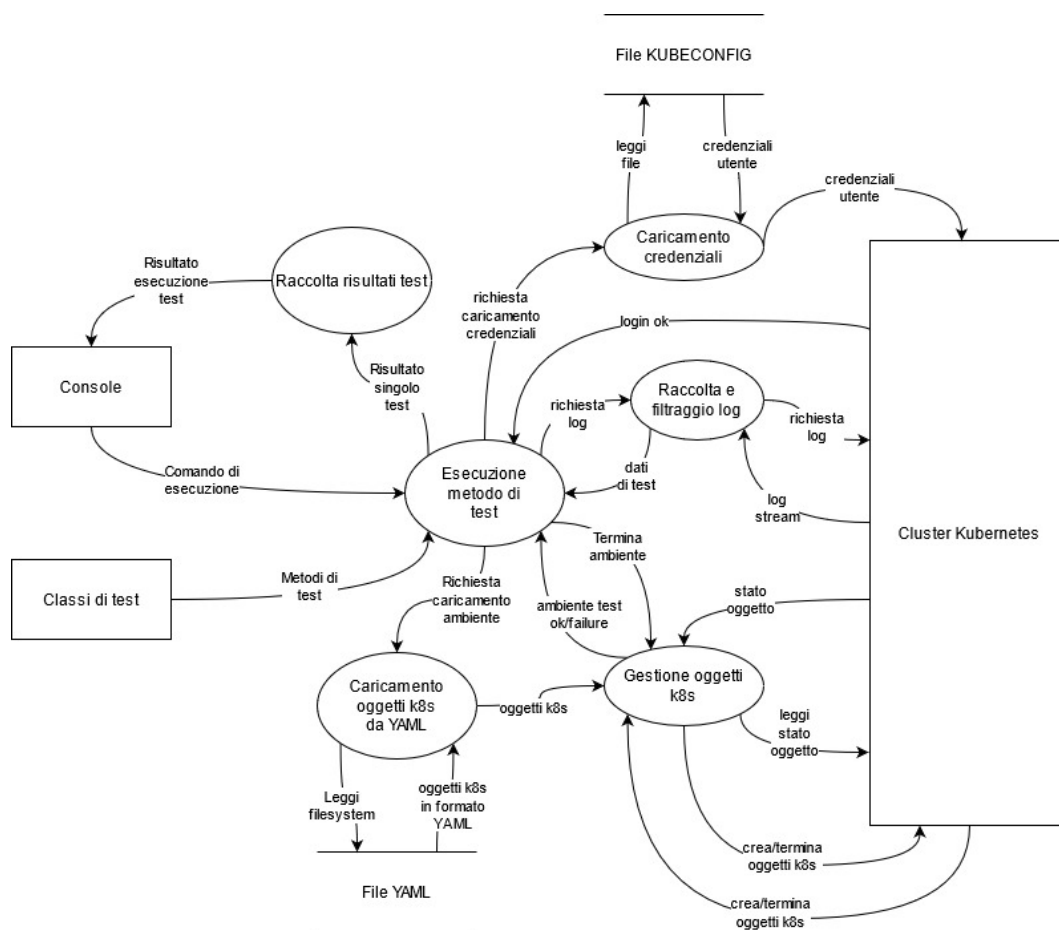 File KUBECONFIG
leggi
file
credenziali
utente
credenziali
utente
Caricamento
credenziali
Risultato
esecuzione
test
Raccolta risultati test
richiesta
caricamento
credenziali
login ok
Console
Risultato
singolo
test
richiesta
log
Raccolta e
filtraggio log
richiesta
log
Comando di
esecuzione
Esecuzione
metodo di
test
dati
di test
log
stream
Cluster Kubernetes
Termina
ambiente
Classi di test
Metodi di
test
Richiesta
caricamento
ambiente
ambiente test
ok/failure
stato
oggetto
Caricamento
oggetti k8s
da YAML
oggetti k8s
Gestione oggetti
k8s
leggi
stato
oggetto
Leggi
filesystem
oggetti k8s
in formato
YAML
crea/termina
oggetti k8s
File YAML
crea/termina
oggetti k8s